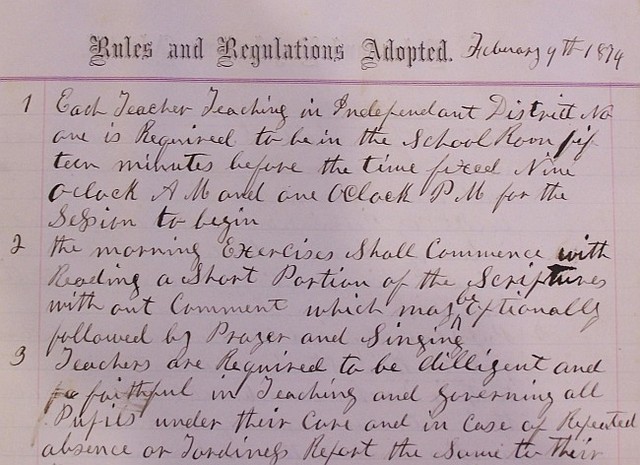 Rules and Regulations Adopted. Feberary 9th 1874
1 Each Teacher Teaching in Independant District No
one is Required to be in the School Room fif
teen minutes before the time fixed Nine
oclock A M and one OClock P M for the
Session to begin
2 the morning Exercises Shall Commence with
Reading a Short Portion of the Scriptures
with out Comment which may be Optionally
followed by Prayer and Singing
3 Teachers are Required to be dilligent and
faithful in Teaching and governing all
Pupils under their Care and in Case of Repeated
absence or Tardiness Report the Same to their